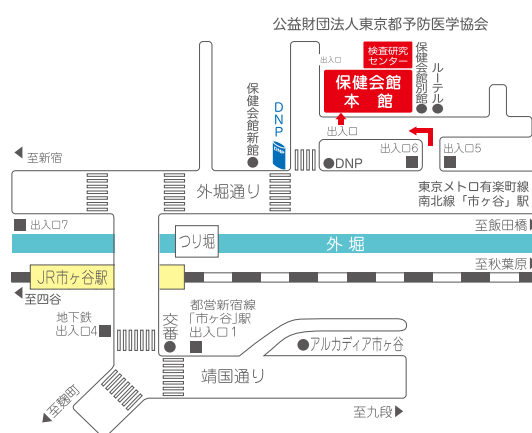 公益財団法人東京都予防医学協会
出入口
検査研究
センター
保健会館別館
ルーテル
保健会館
本館
保健会館新館
DNP
出入口
DNP
出入口6
出入口5
至新宿
外堀通り
東京メトロ有楽町線
南北線「市ヶ谷」駅
出入口7
至飯田橋
つり堀
外堀
至秋葉原
JR市ヶ谷駅
至四谷
地下鉄
出入口4
交番
都営新宿線
「市ヶ谷」駅
出入口1
アルカディア市ヶ谷
靖国通り
至麹町
至九段